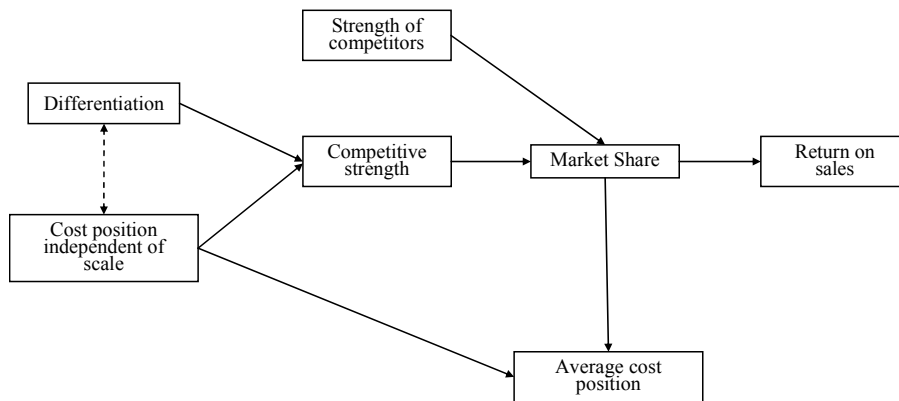 Strength of
competitors
Differentiation
Competitive
strength
Market Share
Return on
sales
Cost position
independent of
scale
Average cost
position